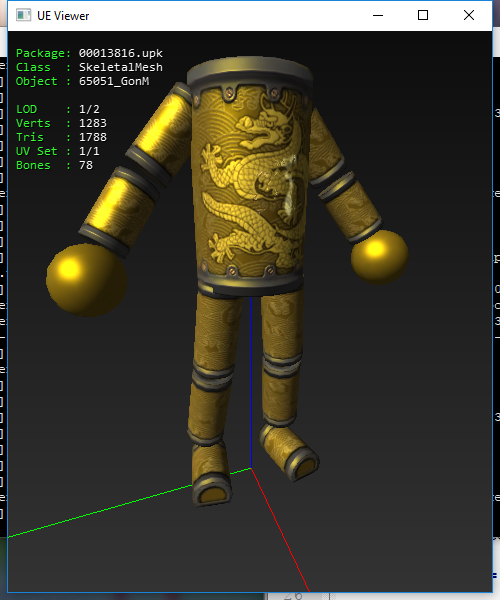 UE Viewer
Package: 00013816.upk
Class  : SkeletalMesh
Object : 65051_GonM
LOD    : 1/2
Verts  : 1283
Tris   : 1788
UV Set : 1/1
Bones  : 78